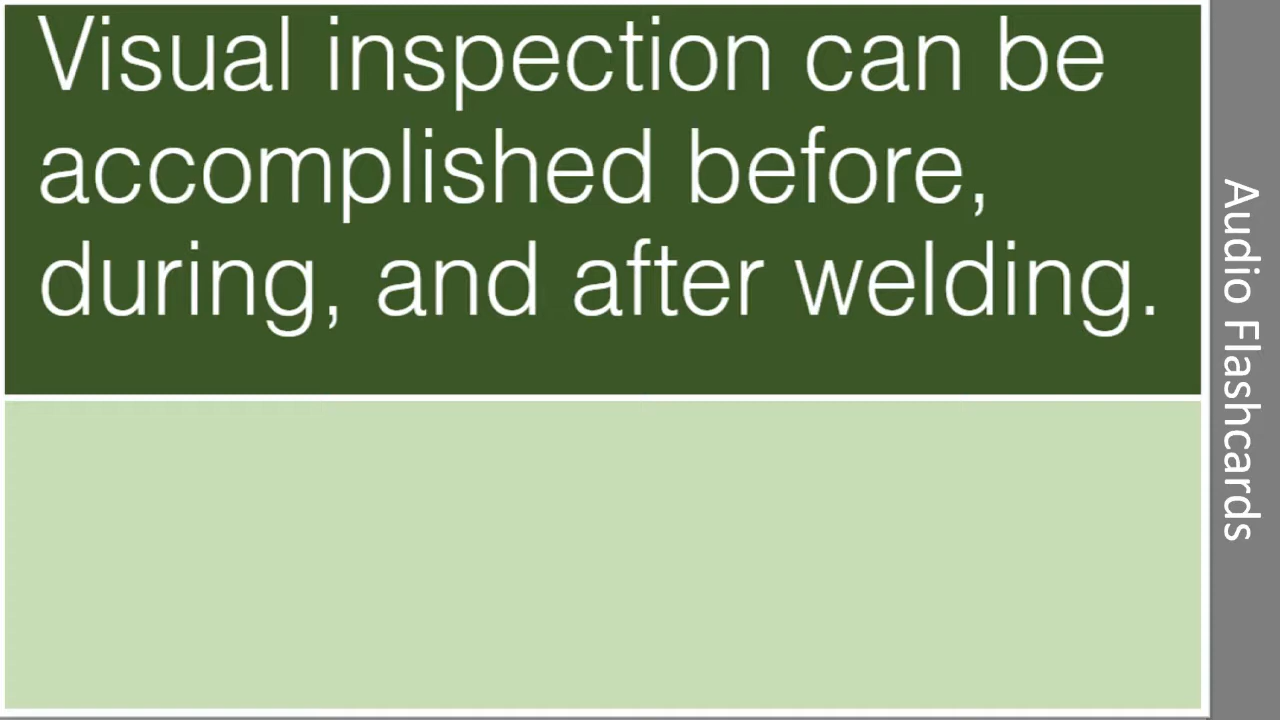 Visual inspection can be
accomplished before,
during, and after welding.
Audio Flashcards